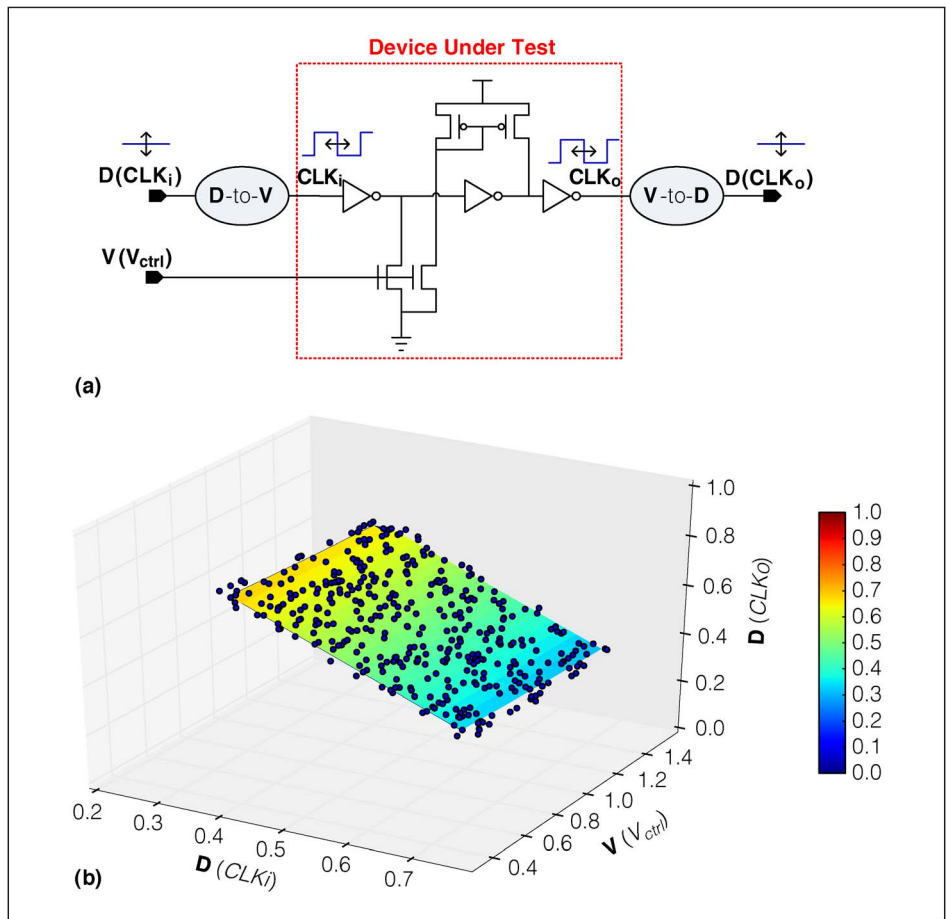 Device Under Test
D(CLKi)
D-to-V
CLKi
CLKo
V-to-D
D(CLKo)
V(Vctrl)
(a)
1.0
0.8
0.6
0.4
0.2
0.0
D (CLKo)
1.4
1.2
1.0
0.8
0.6
0.4
V (Vctrl)
0.2
0.3
0.4
0.5
0.6
0.7
D (CLKi)
1.0
0.9
0.8
0.7
0.6
0.5
0.4
0.3
0.2
0.1
0.0
(b)